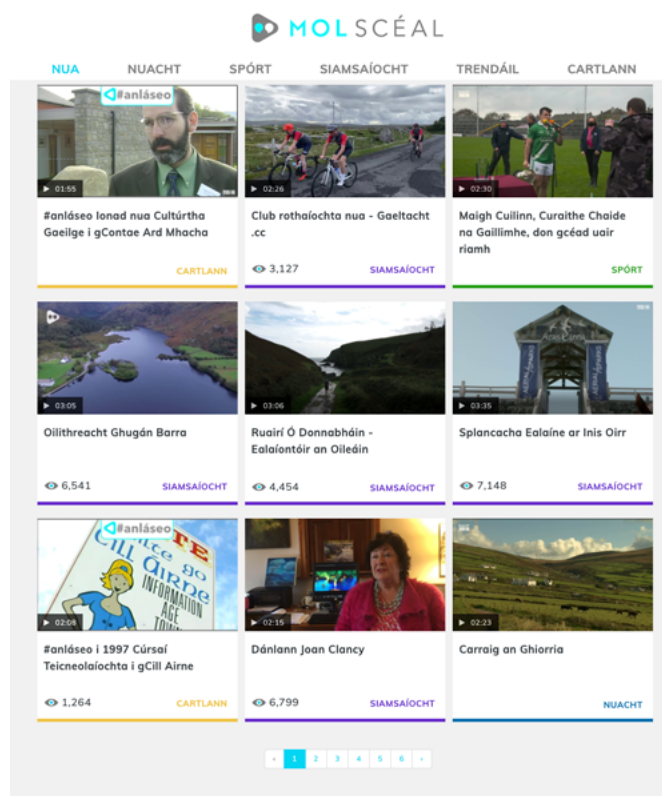 MOLSCÉAL
NUA NUACHT SPÓRT SIAMSAÍOCHT TRENDÁIL CARTLANN
#anláseo
01:55
#anláseo Ionad nua Cultúrtha
Gaeilge i gContae Ard Mhacha
CARTLANN
02:26
Club rothaíochta nua - Gaeltacht
.cc
3,127 SIAMSAÍOCHT
02:30
Maigh Cuilinn, Curaithe Chaide
na Gaillimhe, don gcéad uair
riamh
SPÓRT
03:05
Oilithreacht Ghugán Barra
6,541 SIAMSAÍOCHT
03:06
Ruairí Ó Donnabháin -
Ealaíontóir an Oileáin
4,454 SIAMSAÍOCHT
AERIAL PARKS
03:35
Splancacha Ealaíne ar Inis Oirr
7,148 SIAMSAÍOCHT
#anláseo
CILL AIRNE
INFORMATION
AGE
TOWN
02:08
#anláseo i 1997 Cúrsaí
Teicneolaíochta i gCill Airne
1,264 CARTLANN
02:15
Dánlann Joan Clancy
6,799 SIAMSAÍOCHT
02:23
Carraig an Ghiorria
NUACHT
‹ 1 2 3 4 5 6 ›